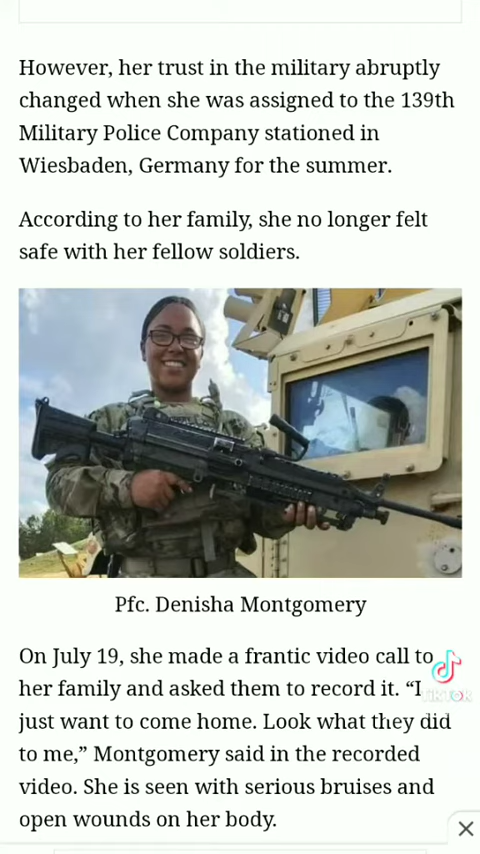 However, her trust in the military abruptly
changed when she was assigned to the 139th
Military Police Company stationed in
Wiesbaden, Germany for the summer.
According to her family, she no longer felt
safe with her fellow soldiers.
Pfc. Denisha Montgomery
On July 19, she made a frantic video call to
her family and asked them to record it. “I
TikTok
just want to come home. Look what they did
to me,” Montgomery said in the recorded
video. She is seen with serious bruises and
open wounds on her body.